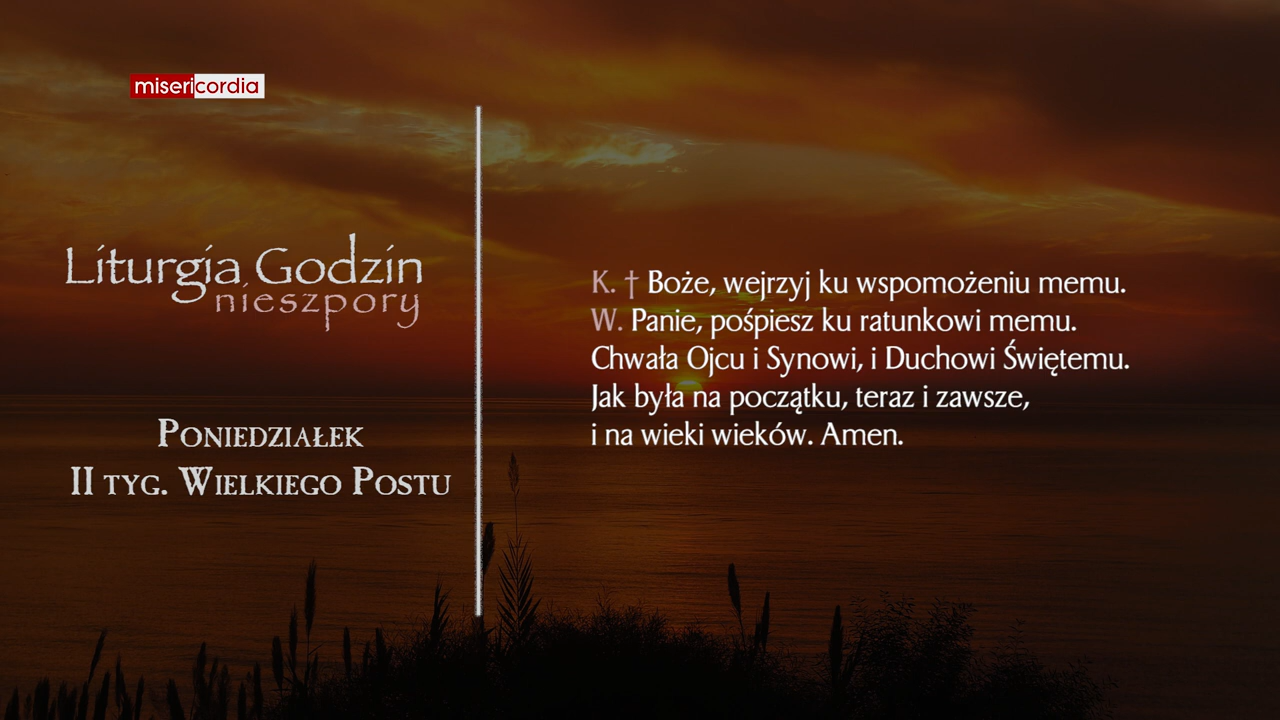 misericordia
Liturgia Godzin
nieszpory
Poniedziałek
II tyg. Wielkiego Postu
K. † Boże, wejrzyj ku wspomożeniu memu.
W. Panie, pośpiesz ku ratunkowi memu.
Chwała Ojcu i Synowi, i Duchowi Świętemu.
Jak była na początku, teraz i zawsze,
i na wieki wieków. Amen.